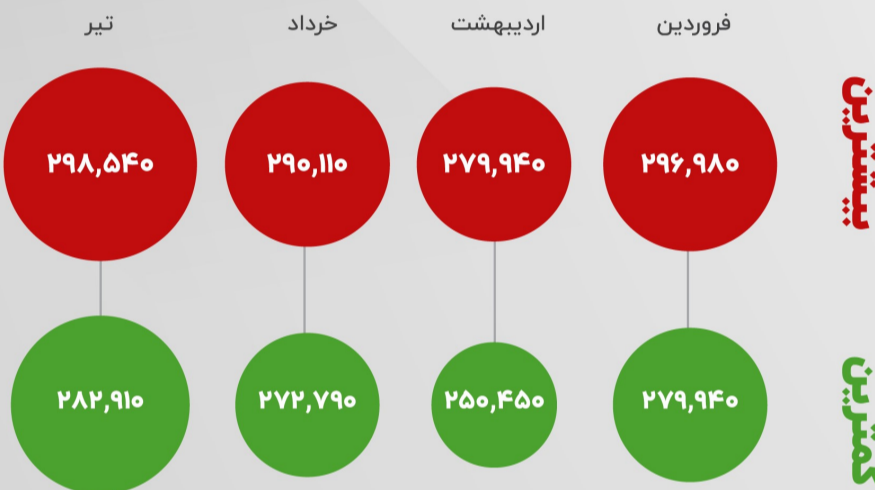 فروردین اردیبهشت خرداد تیر
بیشترین
۲۹۶,۹۸۰ ۲۷۹,۹۴۰ ۲۹۰,۱۱۰ ۲۹۸,۵۴۰
کمترین
۲۷۹,۹۴۰ ۲۵۰,۴۵۰ ۲۷۲,۷۹۰ ۲۸۲,۹۱۰